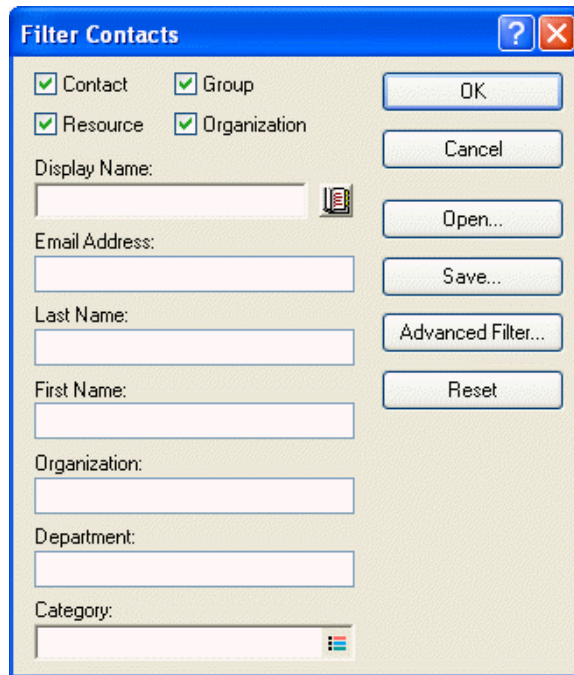 Filter Contacts
Contact
Group
OK
Resource
Organization
Cancel
Display Name:
Open...
Email Address:
Save...
Last Name:
Advanced Filter...
First Name:
Reset
Organization:
Department:
Category: